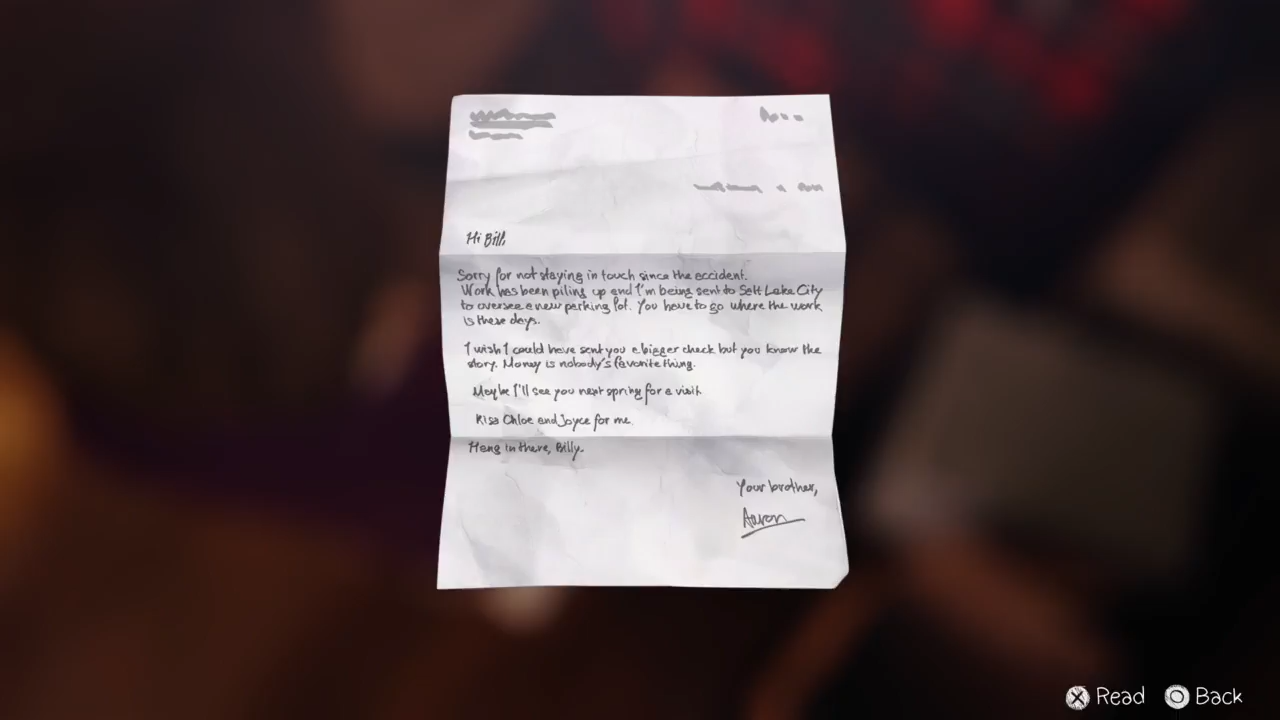 Hi Bill,
Sorry for not staying in touch since the accident.
Work has been piling up and I'm being sent to Salt Lake City
to oversee a new parking lot. You have to go where the work
is these days.
I wish I could have sent you a bigger check but you know the
story. Money is nobody's favorite thing.
Maybe I'll see you next spring for a visit.
Kiss Chloe and Joyce for me.
Hang in there, Billy.
Your brother,
Aaron
Read Back